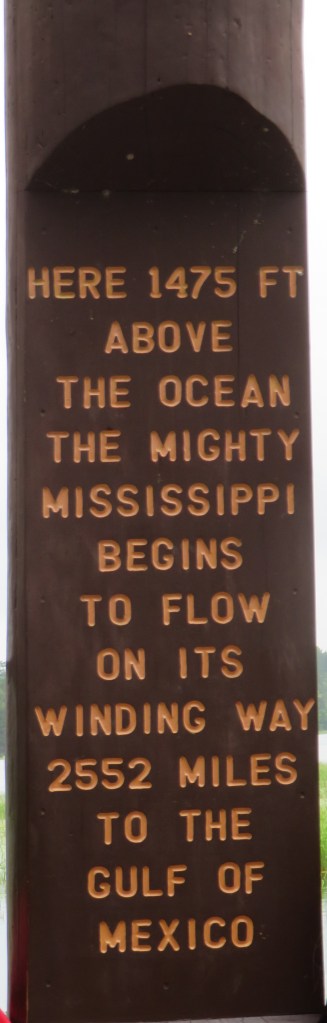 HERE 1475 FT
ABOVE
THE OCEAN
THE MIGHTY
MISSISSIPPI
BEGINS
TO FLOW
ON ITS
WINDING WAY
2552 MILES
TO THE
GULF OF
MEXICO